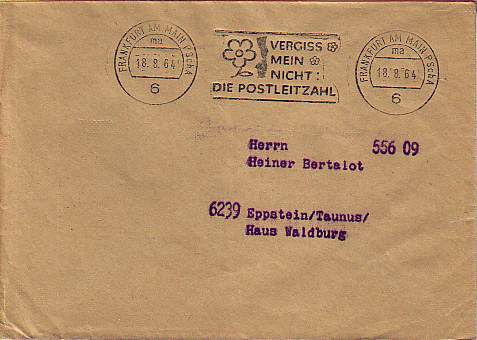 FRANKFURT AM MAIN PSchA
ma
18.8.64
6
VERGISS
MEIN
NICHT:
DIE POSTLEITZAHL
FRANKFURT AM MAIN PSchA
ma
18.8.64
6
Herrn 556 09
Heiner Bertalot
6239 Eppstein/Taunus/
Haus Waldburg